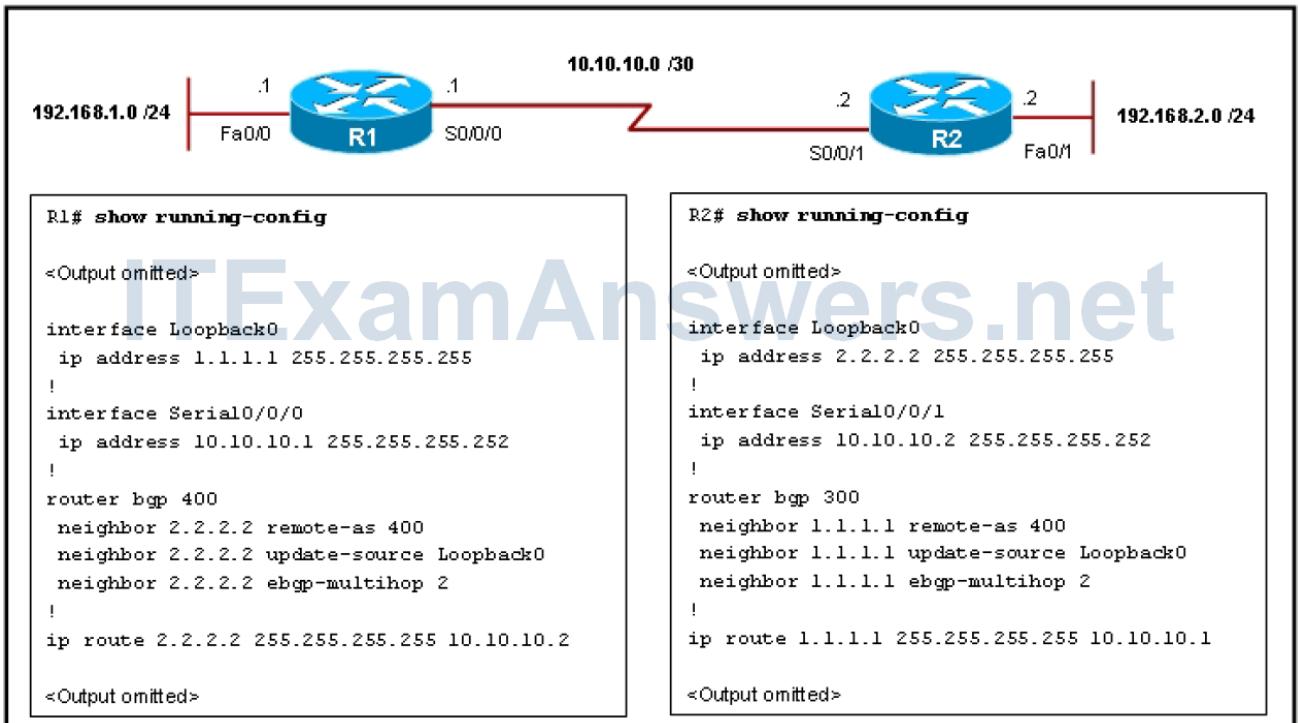 10.10.10.0 /30
.1
.1
.2
.2
192.168.1.0 /24
192.168.2.0 /24
Fa0/0
R1
S0/0/0
S0/0/1
R2
Fa0/1
R1# show running-config
<Output omitted>
interface Loopback0
ip address 1.1.1.1 255.255.255.255
!
interface Serial0/0/0
ip address 10.10.10.1 255.255.255.252
!
router bgp 400
neighbor 2.2.2.2 remote-as 400
neighbor 2.2.2.2 update-source Loopback0
neighbor 2.2.2.2 ebgp-multihop 2
!
ip route 2.2.2.2 255.255.255.255 10.10.10.2
<Output omitted>
R2# show running-config
<Output omitted>
interface Loopback0
ip address 2.2.2.2 255.255.255.255
!
interface Serial0/0/1
ip address 10.10.10.2 255.255.255.252
!
router bgp 300
neighbor 1.1.1.1 remote-as 400
neighbor 1.1.1.1 update-source Loopback0
neighbor 1.1.1.1 ebgp-multihop 2
!
ip route 1.1.1.1 255.255.255.255 10.10.10.1
<Output omitted>
ITExamAnswers.net